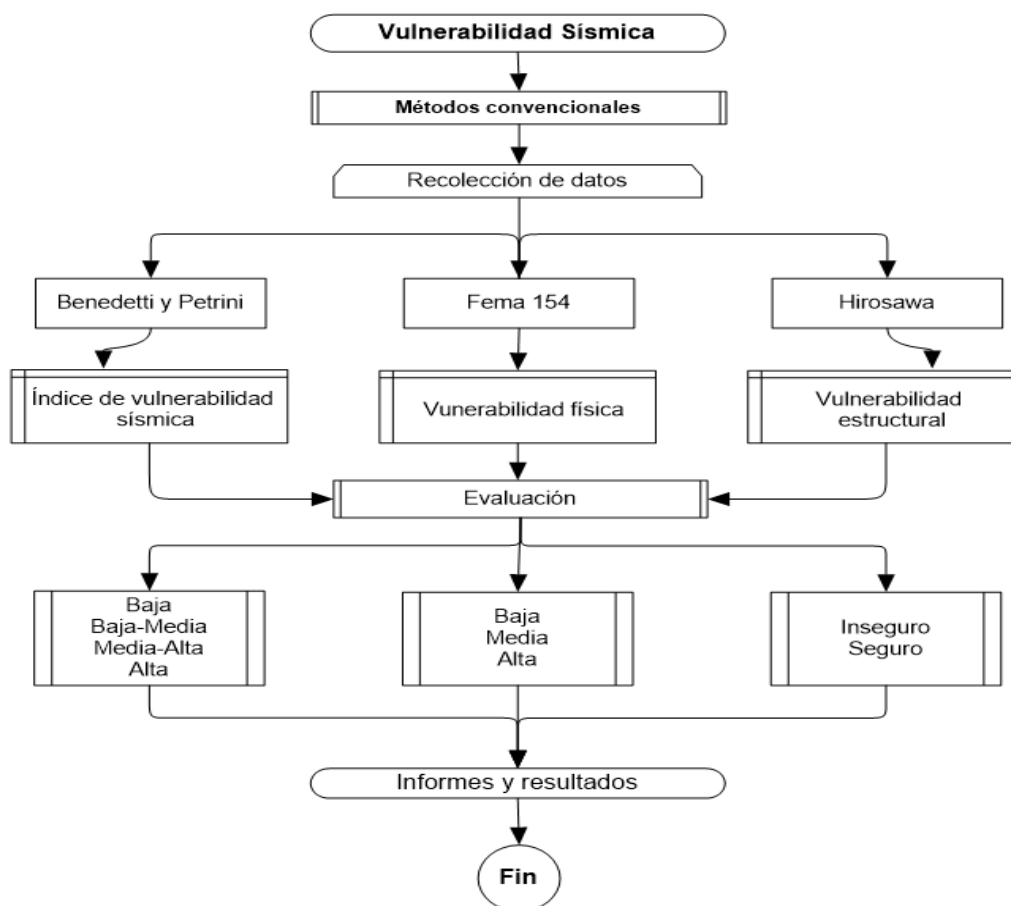 Vulnerabilidad Sísmica
Métodos convencionales
Recolección de datos
Benedetti y Petrini
Fema 154
Hirosawa
Índice de vulnerabilidad
sísmica
Vunerabilidad física
Vulnerabilidad
estructural
Evaluación
Baja
Baja-Media
Media-Alta
Alta
Baja
Media
Alta
Inseguro
Seguro
Informes y resultados
Fin